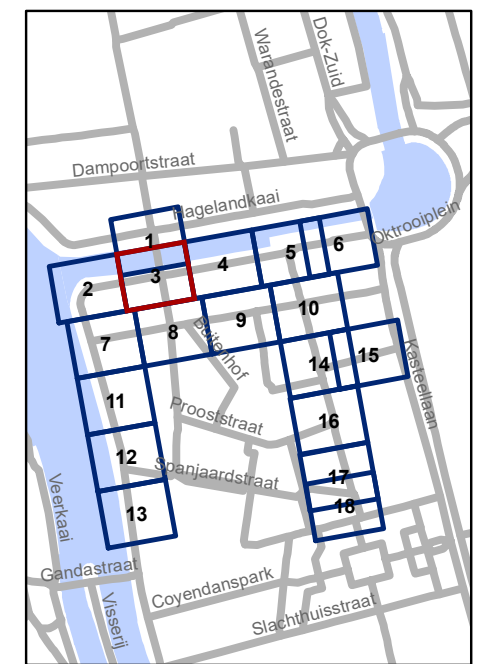 Dok-Zuid
Warandestraat
Dampoortstraat
Hagelandkaai
Oktrooiplein
1
2
3
4
5
6
7
8
9
10
Buitenhof
11
14
15
Kasteellaan
Prooststraat
16
12
Spanjaardstraat
17
13
18
Veerkaai
Gandastraat
Visserij
Coyendanspark
Slachthuisstraat